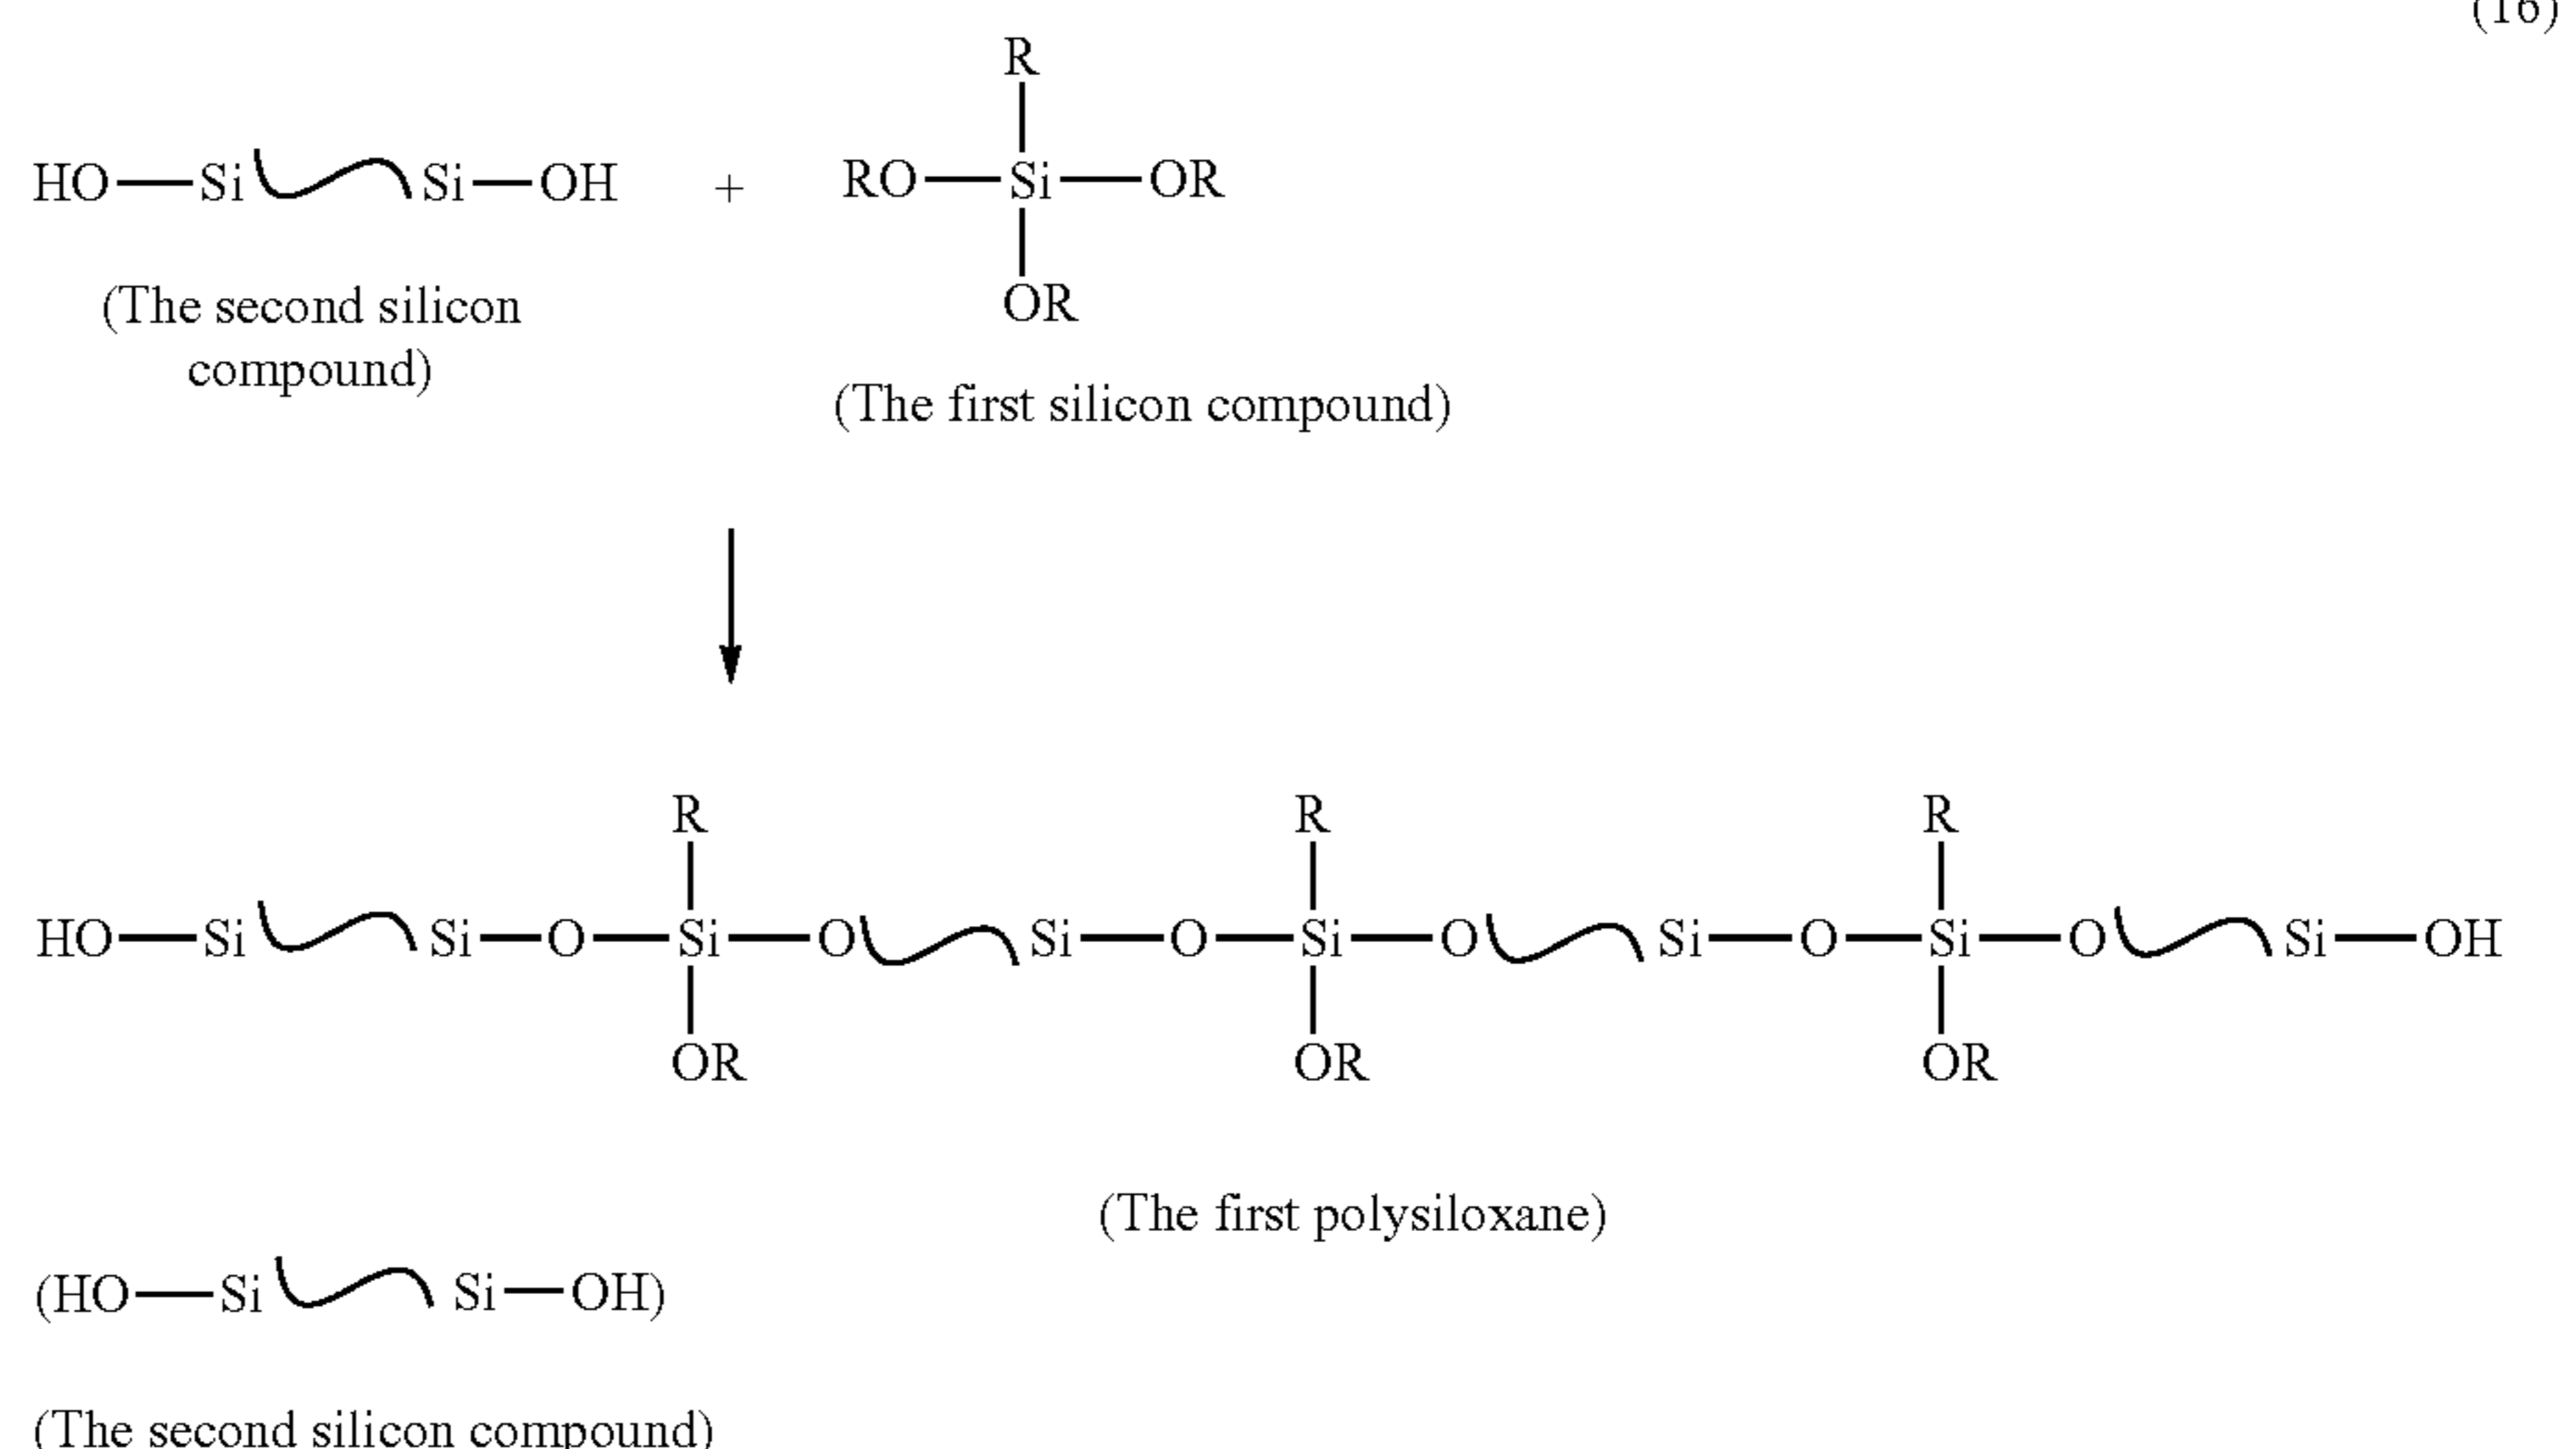 (16)
R
HO—Si Si—OH + RO—Si—OR
OR
(The second silicon
compound)
(The first silicon compound)
R R R
HO—Si Si—O—Si—O Si—O—Si—O Si—O—Si—O Si—OH
OR OR OR
(The first polysiloxane)
(HO—Si Si—OH)
(The second silicon compound)